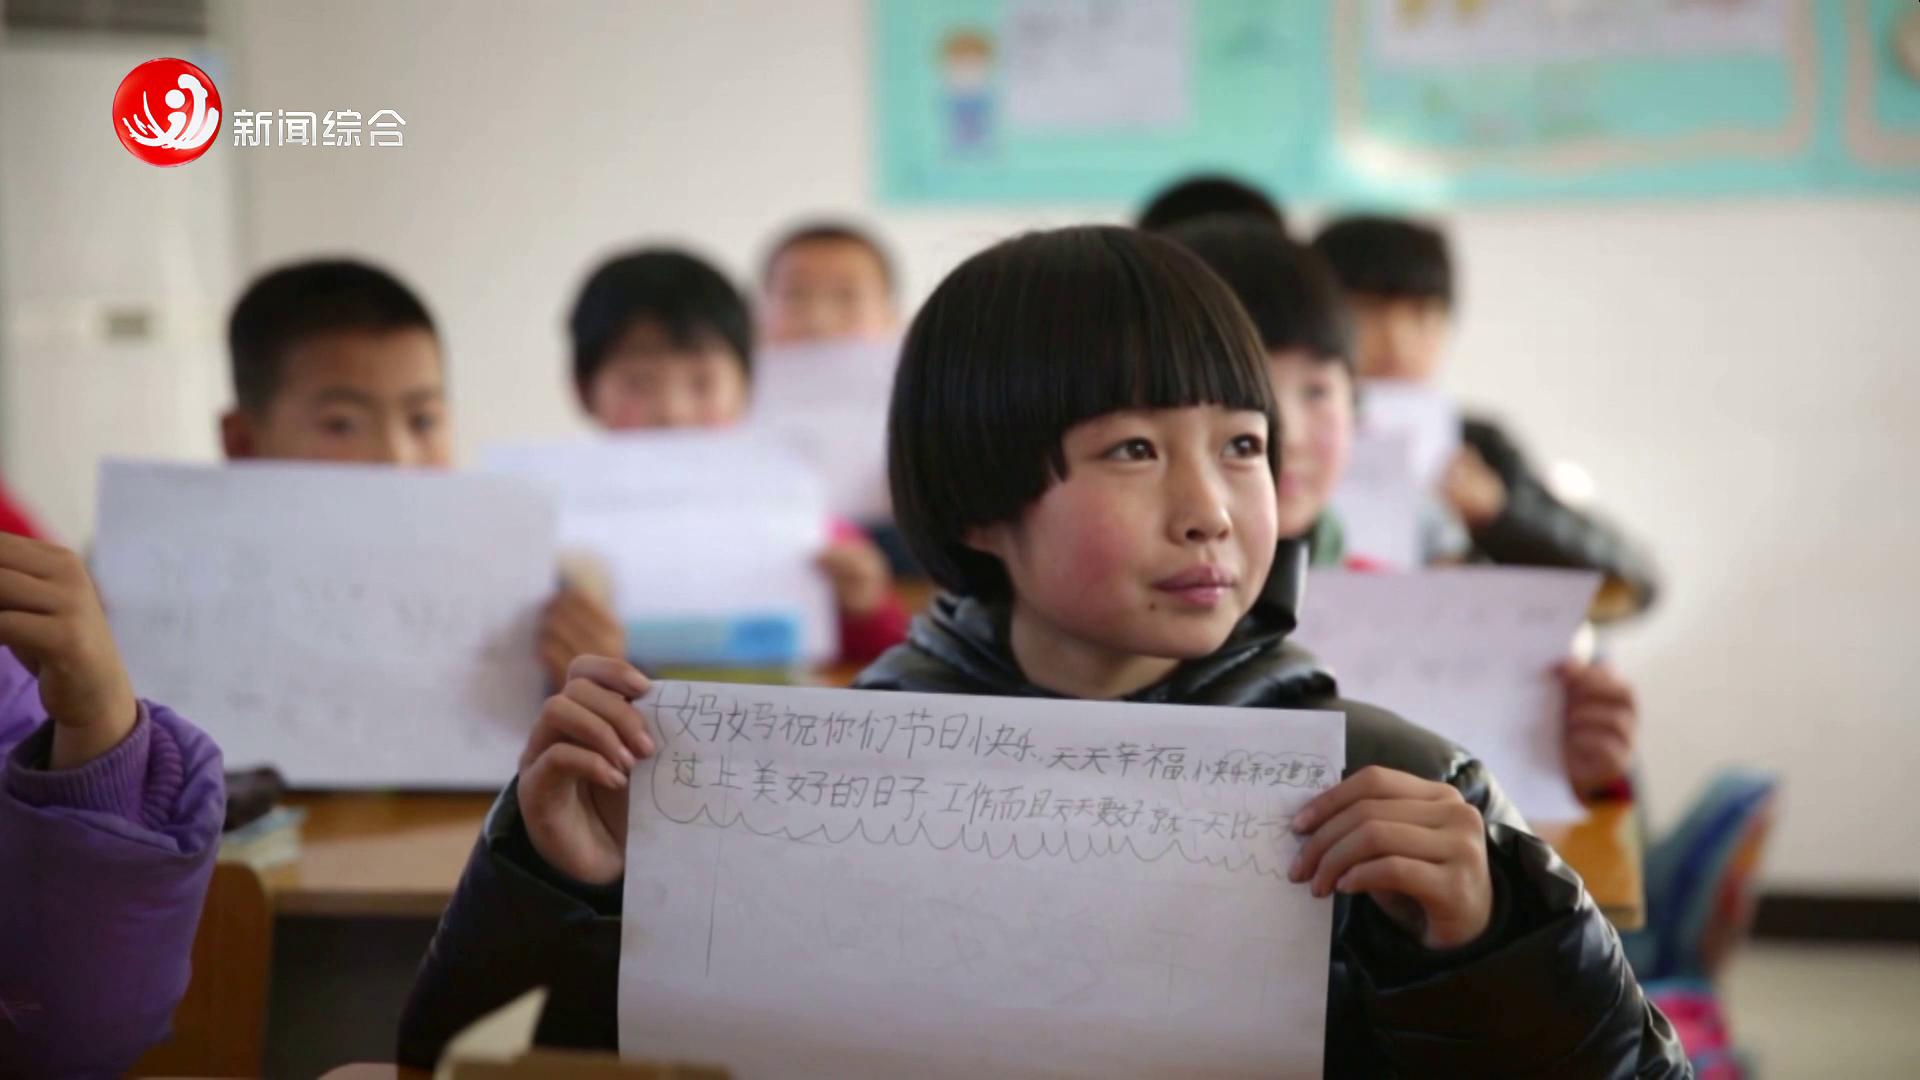 新闻综合
妈妈祝你们节日快乐、天天幸福、快乐和健康
过上美好的日子 工作而且天天更好 就一天比一天